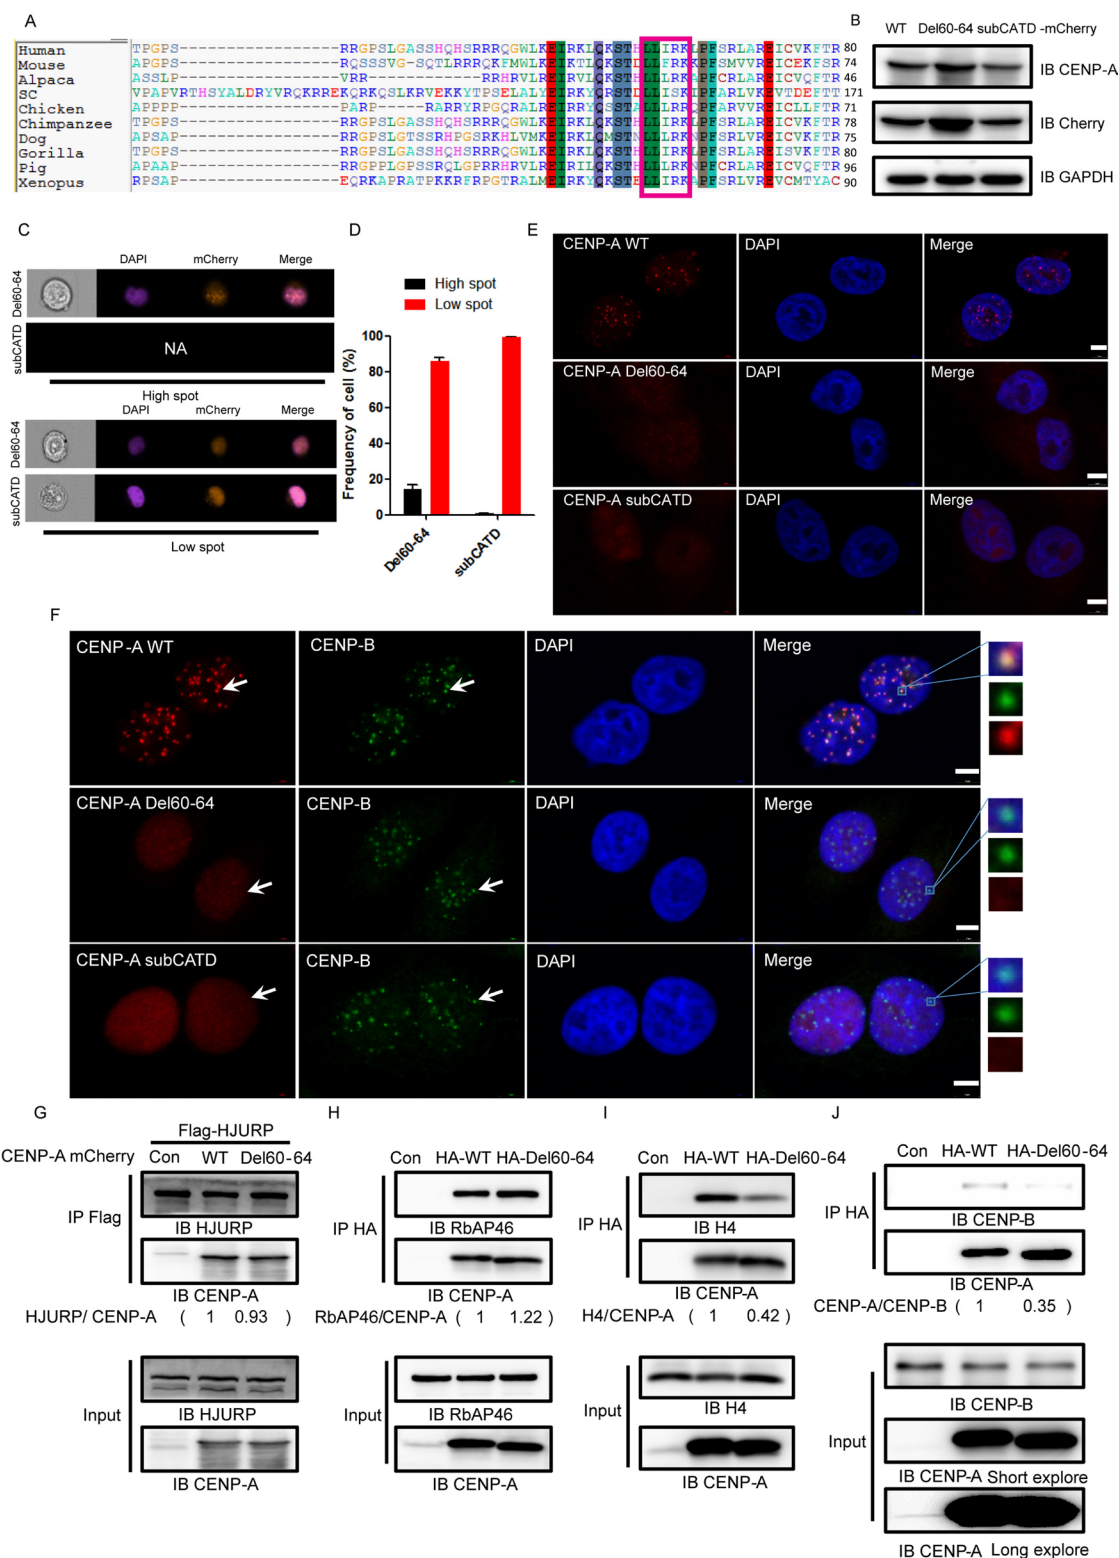 A
Human TPGPS--------------RRGPSLGASSHQHSRRRQGWLKEIRKLQKSTHLLIRKLPFSRLAREICVKFTR 80
Mouse
Alpaca
SC
Chicken
Chimpanzee
Dog
Gorilla
Pig
Xenopus
74
46
171
71
78
75
80
96
90
B
WT Del60-64 subCATD -mCherry
IB CENP-A
IB Cherry
IB GAPDH
C
DAPI mCherry Merge
Del60-64
subCATD
NA
High spot
DAPI mCherry Merge
Del60-64
subCATD
Low spot
D
High spot
Low spot
Frequency of cell (%)
100
80
60
40
20
0
Del60-64
subCATD
E
CENP-A WT DAPI Merge
CENP-A Del60-64 DAPI Merge
CENP-A subCATD DAPI Merge
F
CENP-A WT CENP-B DAPI Merge
CENP-A Del60-64 CENP-B DAPI Merge
CENP-A subCATD CENP-B DAPI Merge
G
Flag-HJURP
CENP-A mCherry Con WT Del60-64
IP Flag
IB HJURP
IB CENP-A
HJURP/ CENP-A ( 1 0.93 )
Input
IB HJURP
IB CENP-A
H
Con HA-WT HA-Del60-64
IP HA
IB RbAP46
IB CENP-A
RbAP46/CENP-A ( 1 1.22 )
Input
IB RbAP46
IB CENP-A
I
Con HA-WT HA-Del60-64
IP HA
IB H4
IB CENP-A
H4/CENP-A ( 1 0.42 )
Input
IB H4
IB CENP-A
J
Con HA-WT HA-Del60-64
IP HA
IB CENP-B
IB CENP-A
CENP-A/CENP-B ( 1 0.35 )
Input
IB CENP-B
IB CENP-A Short explore
IB CENP-A Long explore